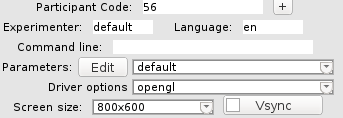 Participant Code: 56 +
Experimenter: default Language: en
Command line:
Parameters: Edit default
Driver options opengl
Screen size: 800x600 Vsync